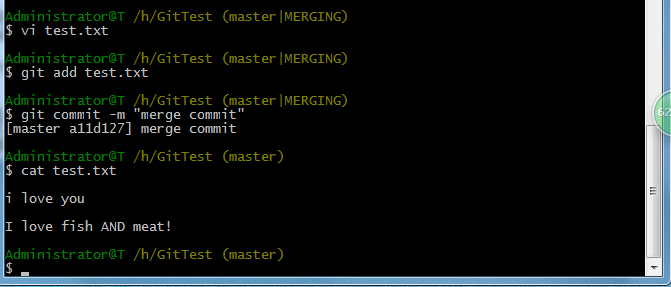 Administrator@T /h/GitTest (master|MERGING)
$ vi test.txt
Administrator@T /h/GitTest (master|MERGING)
$ git add test.txt
Administrator@T /h/GitTest (master|MERGING)
$ git commit -m "merge commit"
[master a11d127] merge commit
Administrator@T /h/GitTest (master)
$ cat test.txt
i love you
I love fish AND meat!
Administrator@T /h/GitTest (master)
$
62